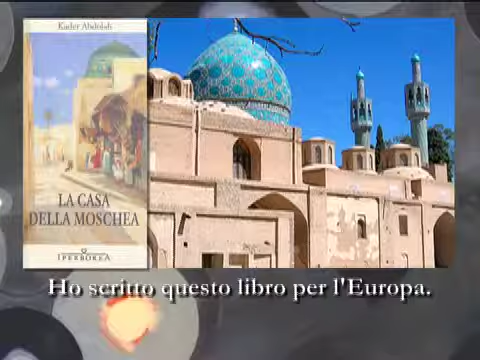 Kader Abdolah
LA CASA
DELLA MOSCHEA
IPERBOREA
Ho scritto questo libro per l'Europa.